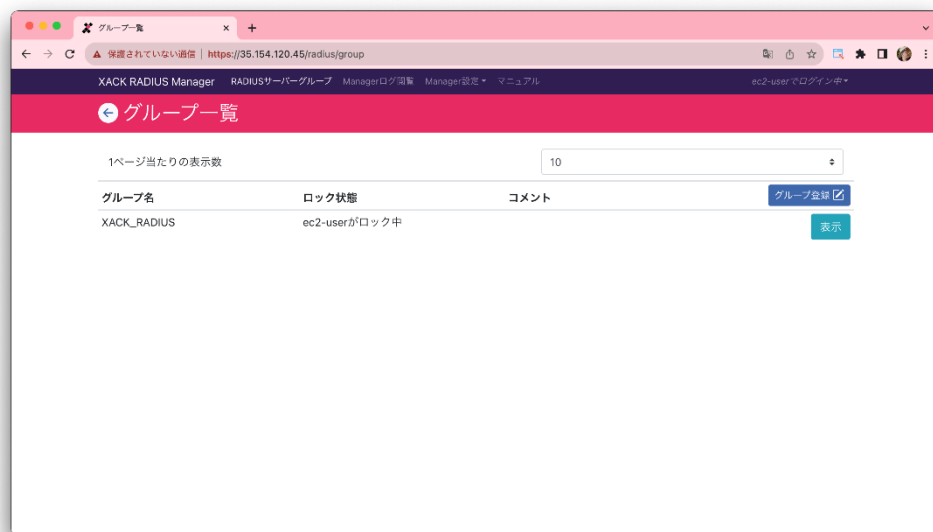 グループ一覧
保護されていない通信 | https://35.154.120.45/radius/group
XACK RADIUS Manager RADIUSサーバーグループ Managerログ閲覧 Manager設定 マニュアル ec2-userでログイン中
グループ一覧
1ページ当たりの表示数 10
グループ名 ロック状態 コメント グループ登録
XACK_RADIUS ec2-userがロック中 表示